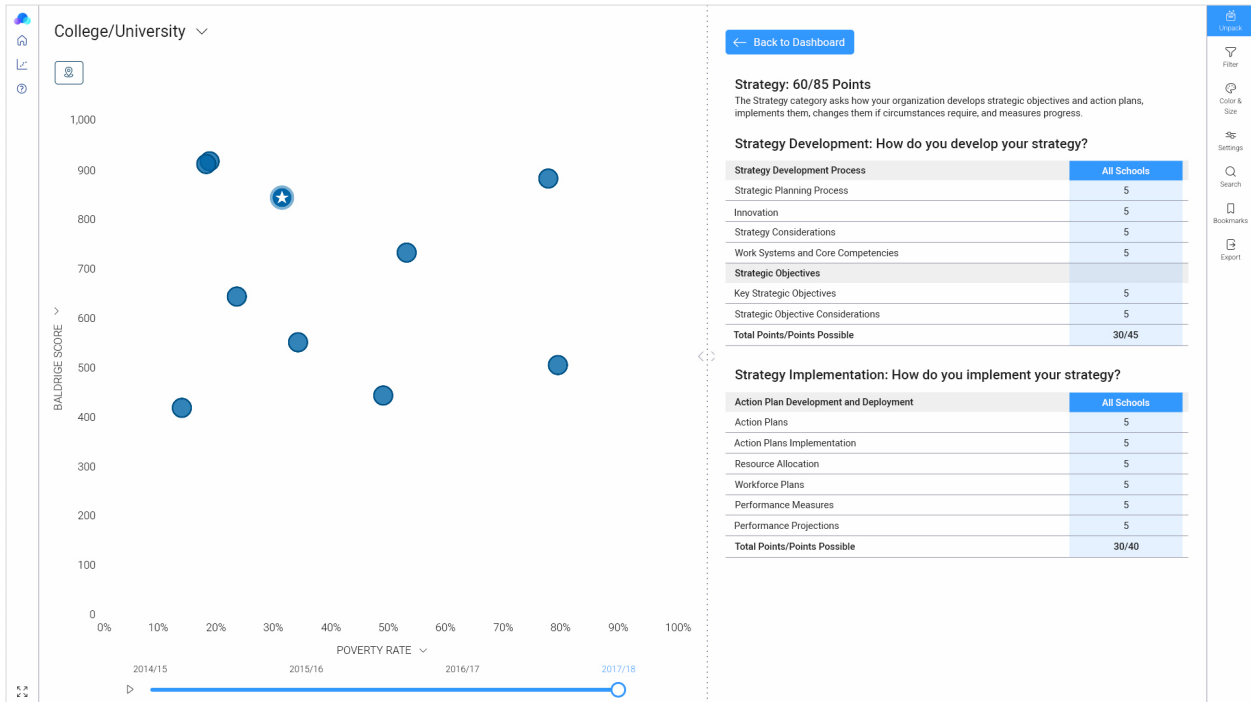 College/University
1,000
900
800
700
600
500
400
300
200
100
0
BALDRIGE SCORE
0% 10% 20% 30% 40% 50% 60% 70% 80% 90% 100%
POVERTY RATE
2014/15 2015/16 2016/17 2017/18
Back to Dashboard
Strategy: 60/85 Points
The Strategy category asks how your organization develops strategic objectives and action plans,
implements them, changes them if circumstances require, and measures progress.
Strategy Development: How do you develop your strategy?
Strategy Development Process All Schools
Strategic Planning Process 5
Innovation 5
Strategy Considerations 5
Work Systems and Core Competencies 5
Strategic Objectives
Key Strategic Objectives 5
Strategic Objective Considerations 5
Total Points/Points Possible 30/45
Strategy Implementation: How do you implement your strategy?
Action Plan Development and Deployment All Schools
Action Plans 5
Action Plans Implementation 5
Resource Allocation 5
Workforce Plans 5
Performance Measures 5
Performance Projections 5
Total Points/Points Possible 30/40
Unpack
Filter
Color &
Size
Settings
Search
Bookmarks
Export